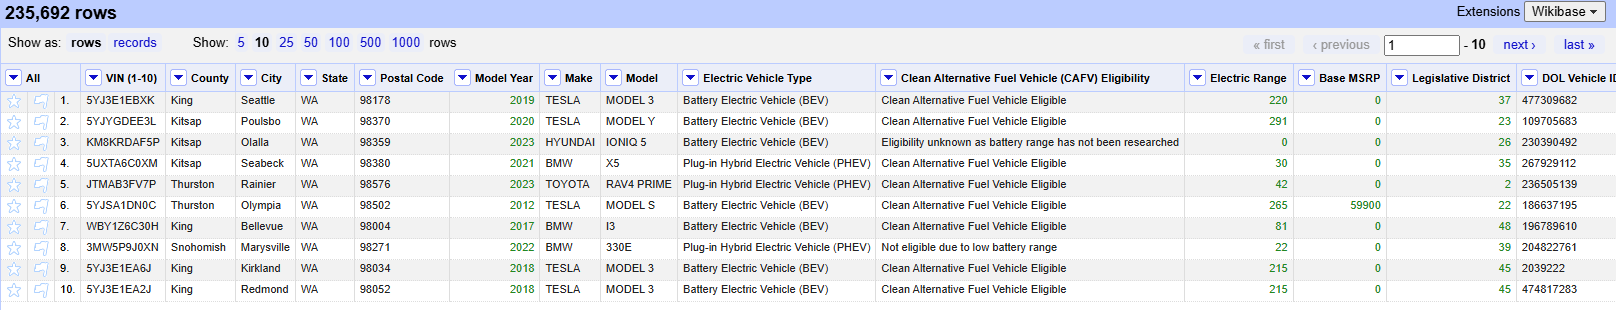 235,692 rows Extensions Wikibase
Show as: rows records Show: 5 10 25 50 100 500 1000 rows « first ‹ previous 1 - 10 next › last »
All VIN (1-10) County City State Postal Code Model Year Make Model Electric Vehicle Type Clean Alternative Fuel Vehicle (CAFV) Eligibility Electric Range Base MSRP Legislative District DOL Vehicle ID
1. 5YJ3E1EBXK King Seattle WA 98178 2019 TESLA MODEL 3 Battery Electric Vehicle (BEV) Clean Alternative Fuel Vehicle Eligible 220 0 37 477309682
2. 5YJYGDEE3L Kitsap Poulsbo WA 98370 2020 TESLA MODEL Y Battery Electric Vehicle (BEV) Clean Alternative Fuel Vehicle Eligible 291 0 23 109705683
3. KM8KRDAF5P Kitsap Olalla WA 98359 2023 HYUNDAI IONIQ 5 Battery Electric Vehicle (BEV) Eligibility unknown as battery range has not been researched 0 0 26 230390492
4. 5UXTA6C0XM Kitsap Seabeck WA 98380 2021 BMW X5 Plug-in Hybrid Electric Vehicle (PHEV) Clean Alternative Fuel Vehicle Eligible 30 0 35 267929112
5. JTMAB3FV7P Thurston Rainier WA 98576 2023 TOYOTA RAV4 PRIME Plug-in Hybrid Electric Vehicle (PHEV) Clean Alternative Fuel Vehicle Eligible 42 0 2 236505139
6. 5YJSA1DN0C Thurston Olympia WA 98502 2012 TESLA MODEL S Battery Electric Vehicle (BEV) Clean Alternative Fuel Vehicle Eligible 265 59900 22 186637195
7. WBY1Z6C30H King Bellevue WA 98004 2017 BMW I3 Battery Electric Vehicle (BEV) Clean Alternative Fuel Vehicle Eligible 81 0 48 196789610
8. 3MW5P9J0XN Snohomish Marysville WA 98271 2022 BMW 330E Plug-in Hybrid Electric Vehicle (PHEV) Not eligible due to low battery range 22 0 39 204822761
9. 5YJ3E1EA6J King Kirkland WA 98034 2018 TESLA MODEL 3 Battery Electric Vehicle (BEV) Clean Alternative Fuel Vehicle Eligible 215 0 45 2039222
10. 5YJ3E1EA2J King Redmond WA 98052 2018 TESLA MODEL 3 Battery Electric Vehicle (BEV) Clean Alternative Fuel Vehicle Eligible 215 0 45 474817283